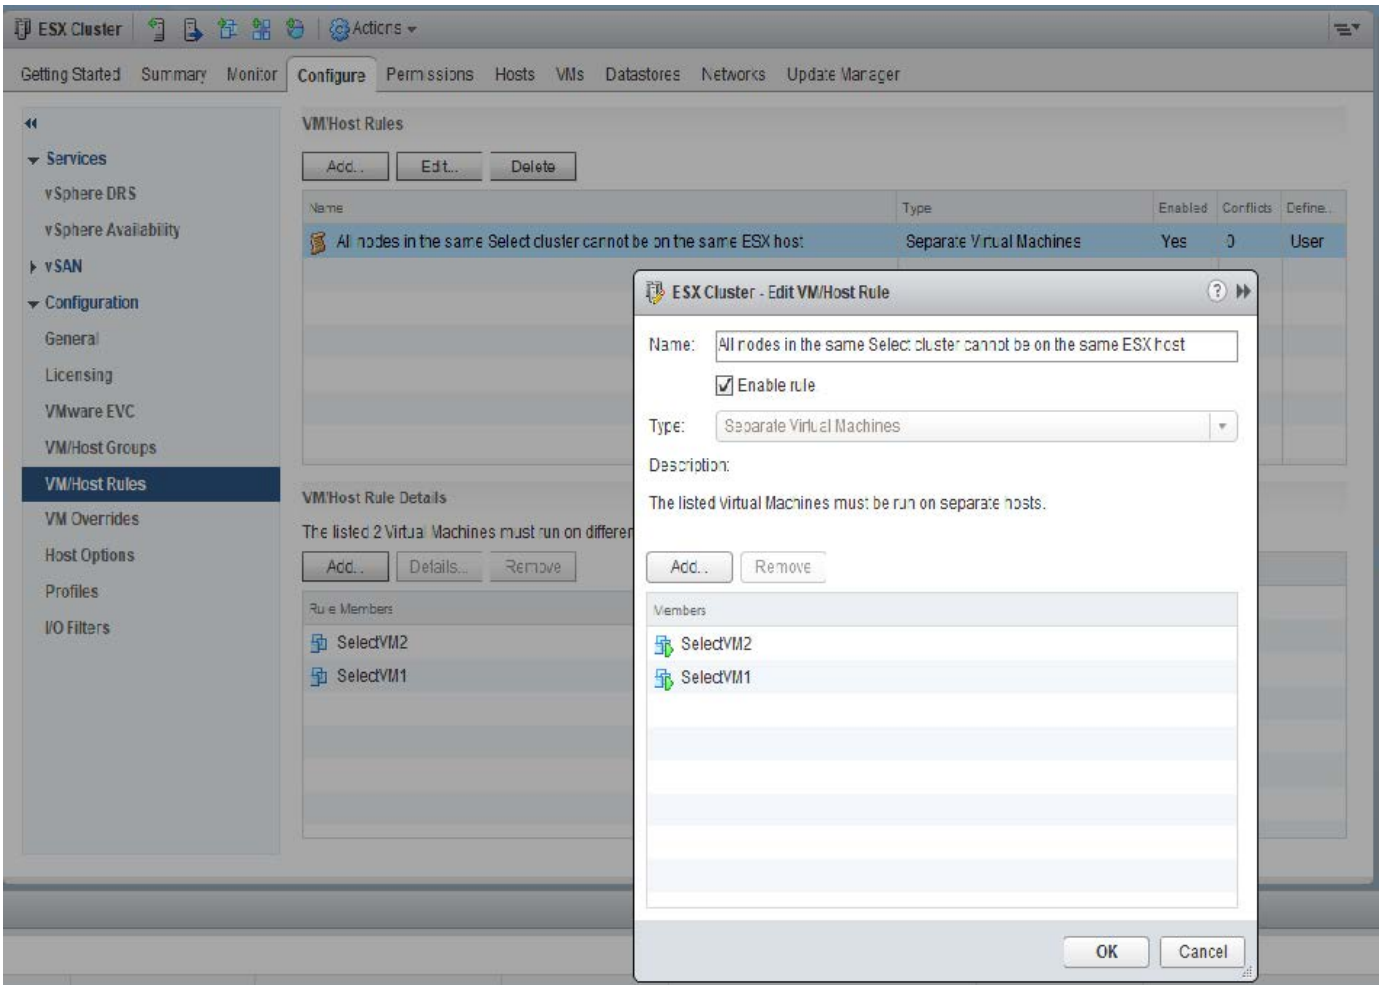 ESX Cluster
Actions
Getting Started Summary Monitor Configure Permissions Hosts VMs Datastores Networks Update Manager
VM/Host Rules
Services
Add... Edit... Delete
vSphere DRS
Name Type Enabled Conflicts Define..
vSphere Availability
All nodes in the same Select cluster cannot be on the same ESX host Separate Virtual Machines Yes 0 User
vSAN
Configuration
General
Licensing
VMware EVC
VM/Host Groups
VM/Host Rules
VM Overrides
Host Options
Profiles
I/O Filters
VM/Host Rule Details
The listed 2 Virtual Machines must run on differen
Add... Details... Remove
Rule Members
SelectVM2
SelectVM1
ESX Cluster - Edit VM/Host Rule
?
Name: All nodes in the same Select cluster cannot be on the same ESX host
Enable rule
Type: Separate Virtual Machines
Description:
The listed Virtual Machines must be run on separate hosts.
Add... Remove
Members
SelectVM2
SelectVM1
OK Cancel